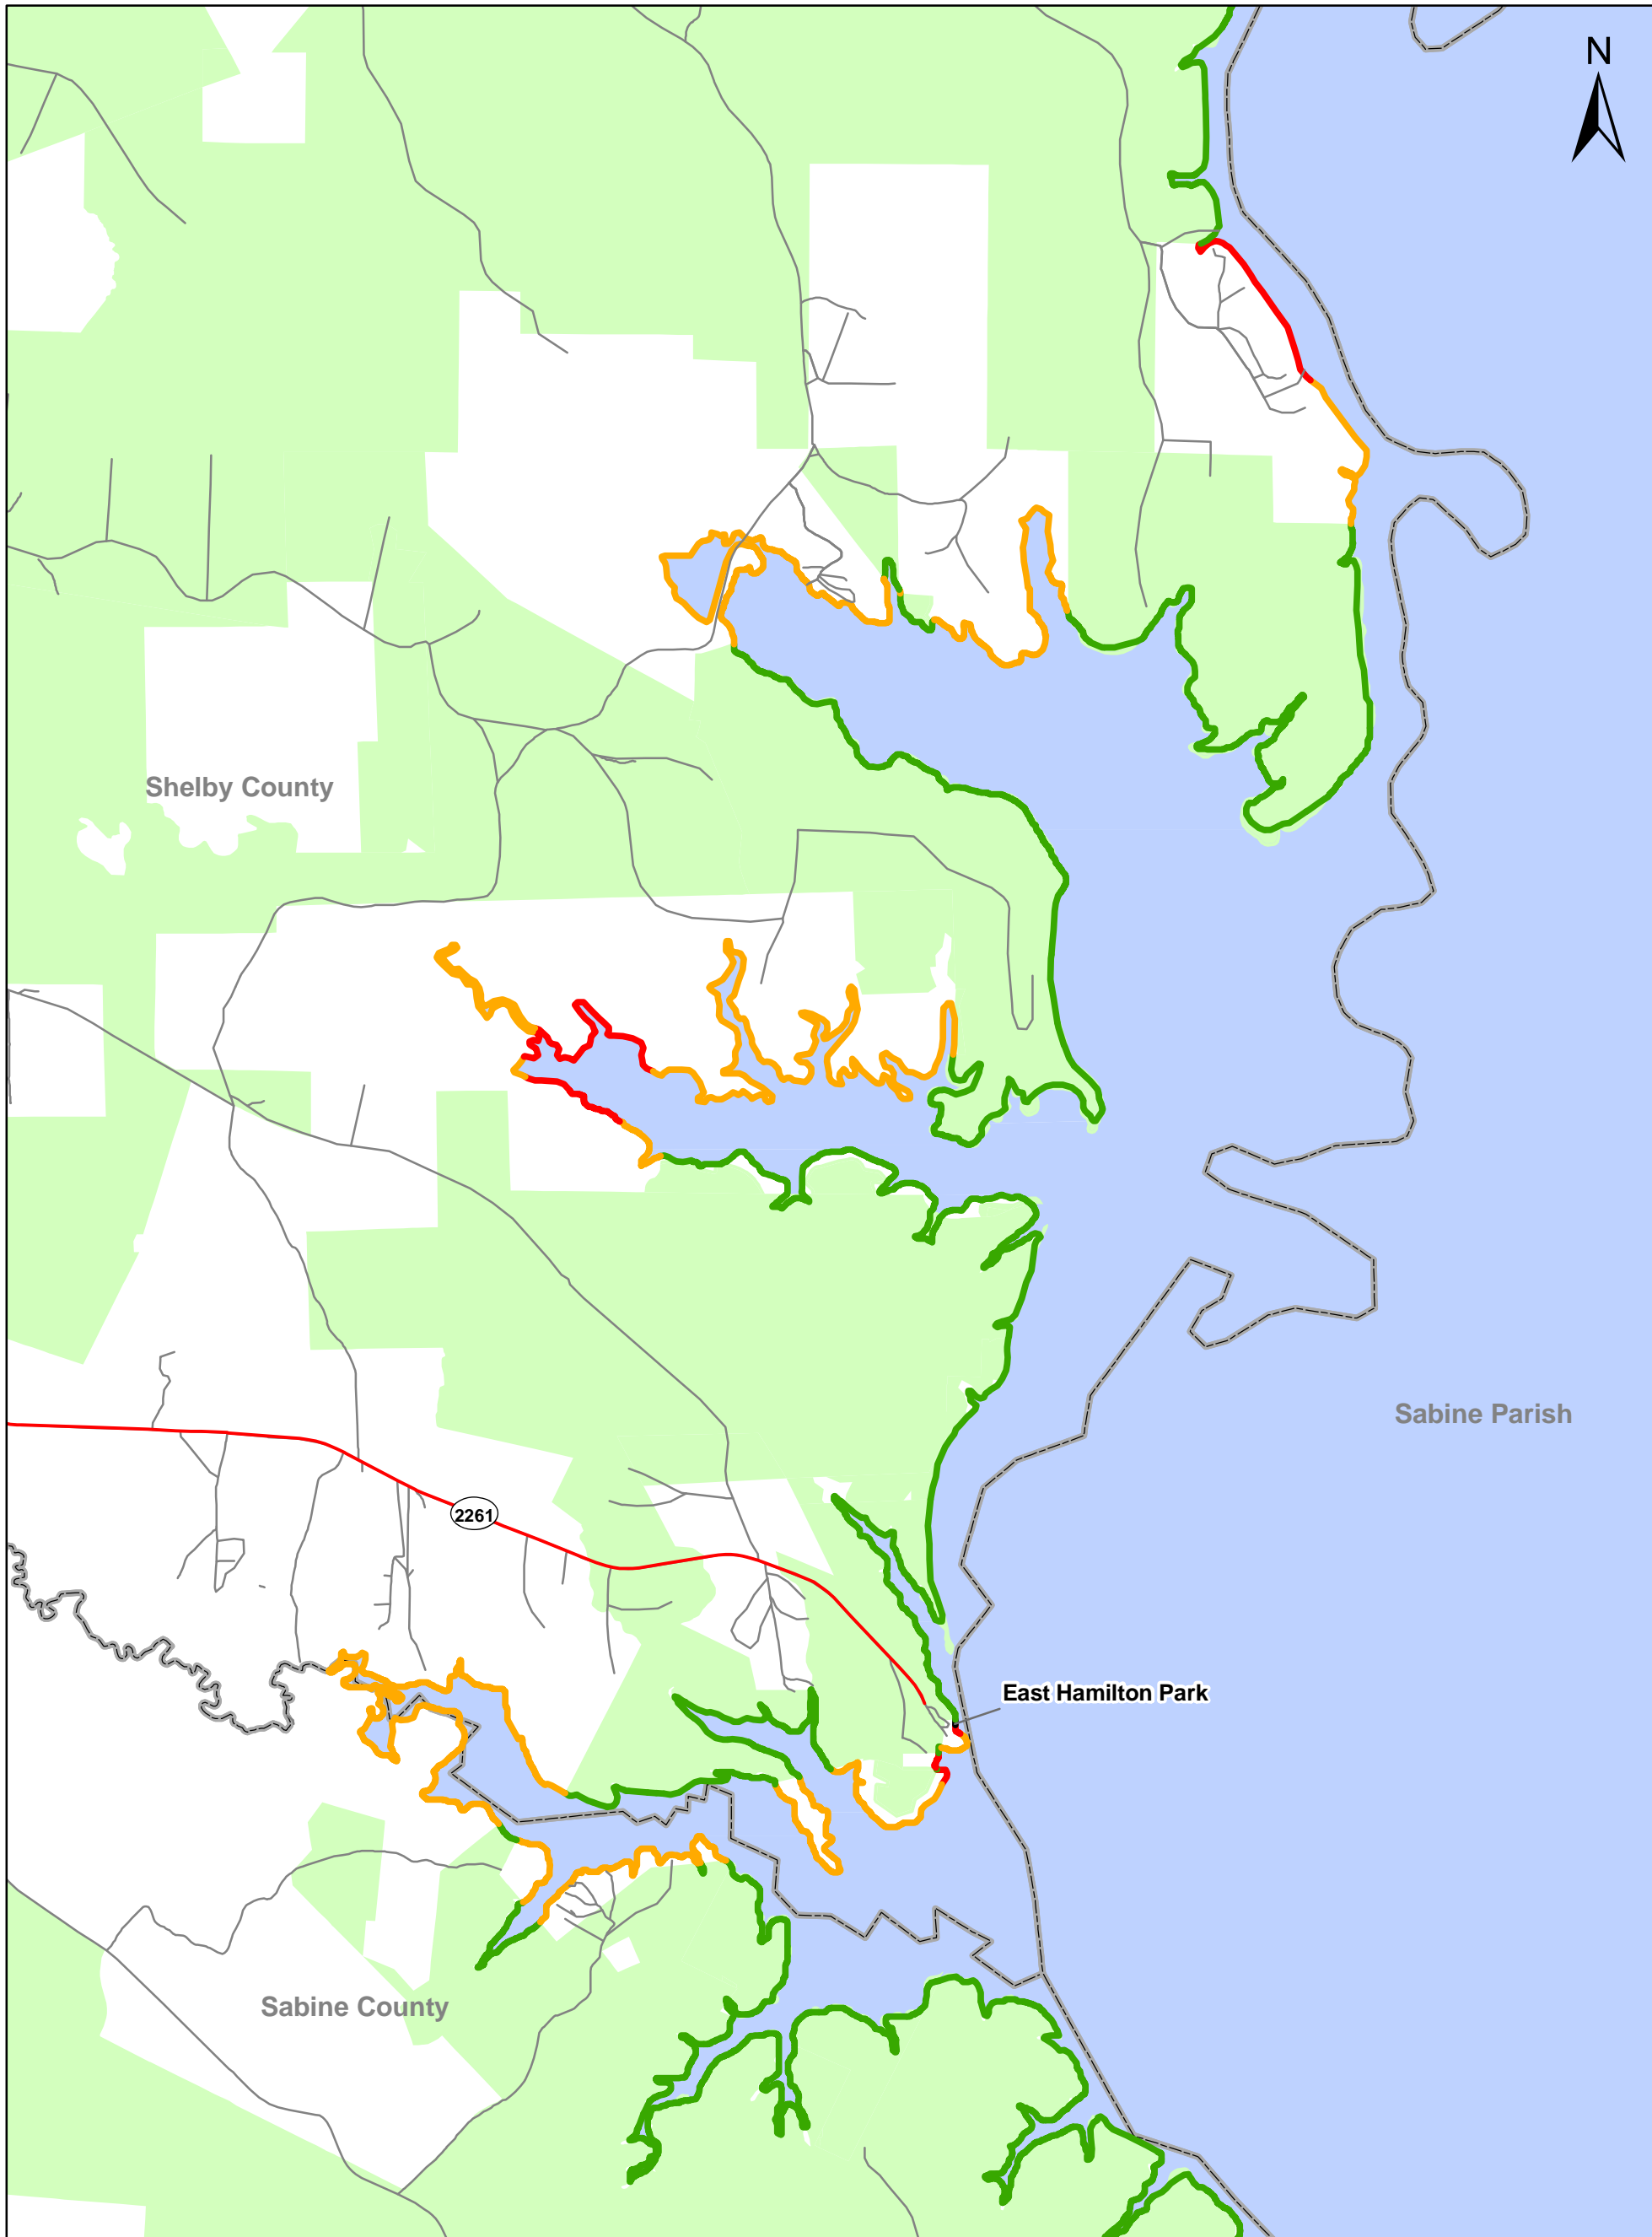 N
Shelby County
Sabine Parish
2261
East Hamilton Park
Sabine County